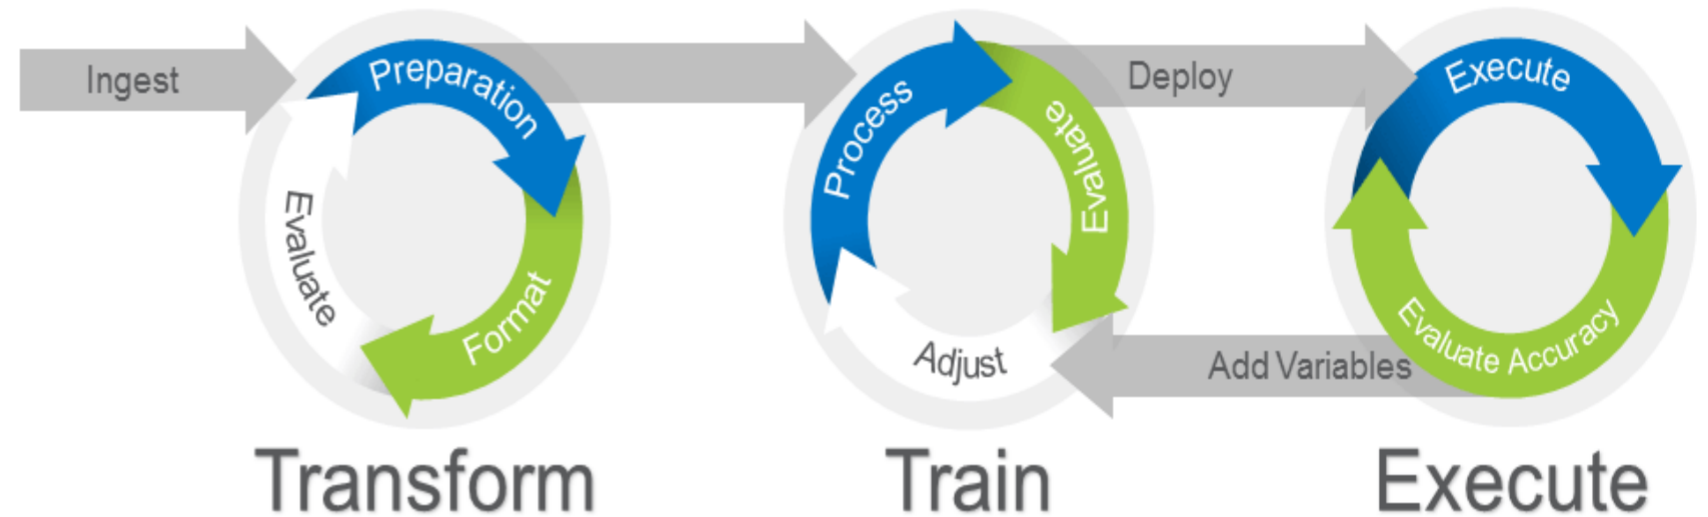 Ingest
Preparation
Format
Evaluate
Transform
Process
Evaluate
Adjust
Train
Deploy
Add Variables
Execute
Evaluate Accuracy
Execute